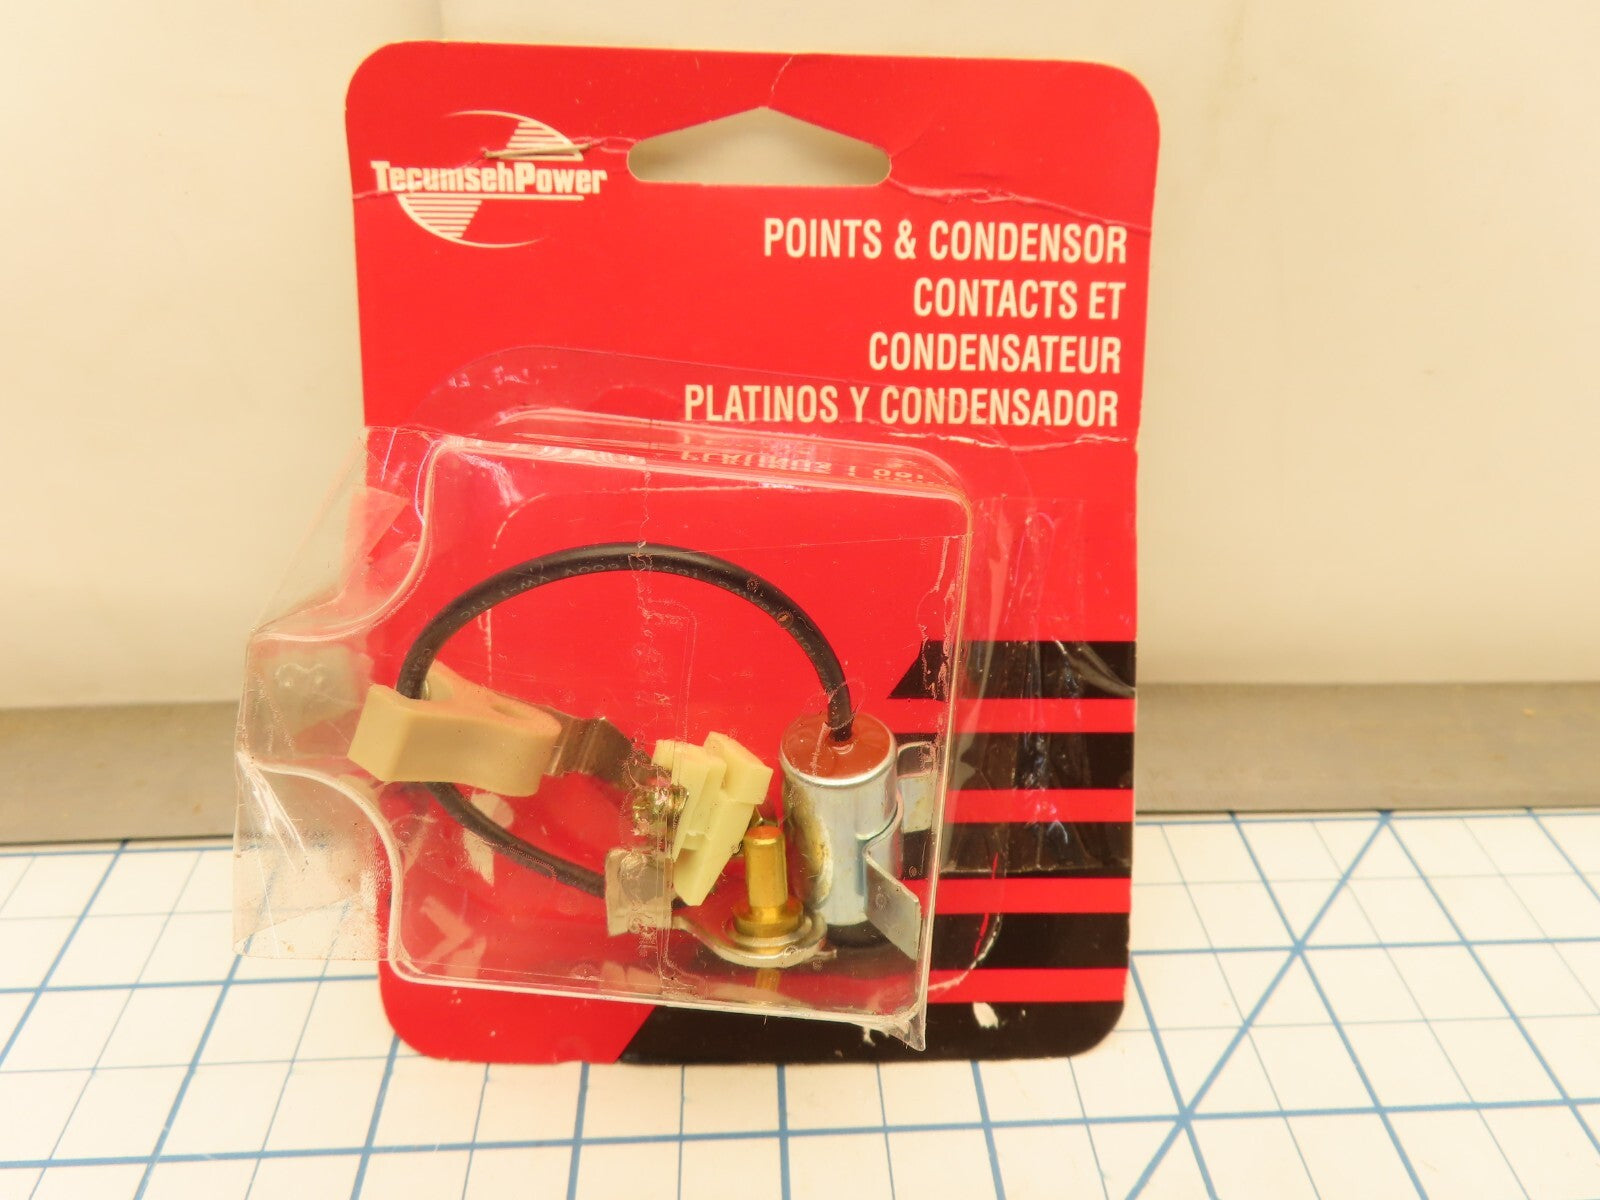 TecumsehPower
POINTS & CONDENSOR
CONTACTS ET
CONDENSATEUR
PLATINOS Y CONDENSADOR